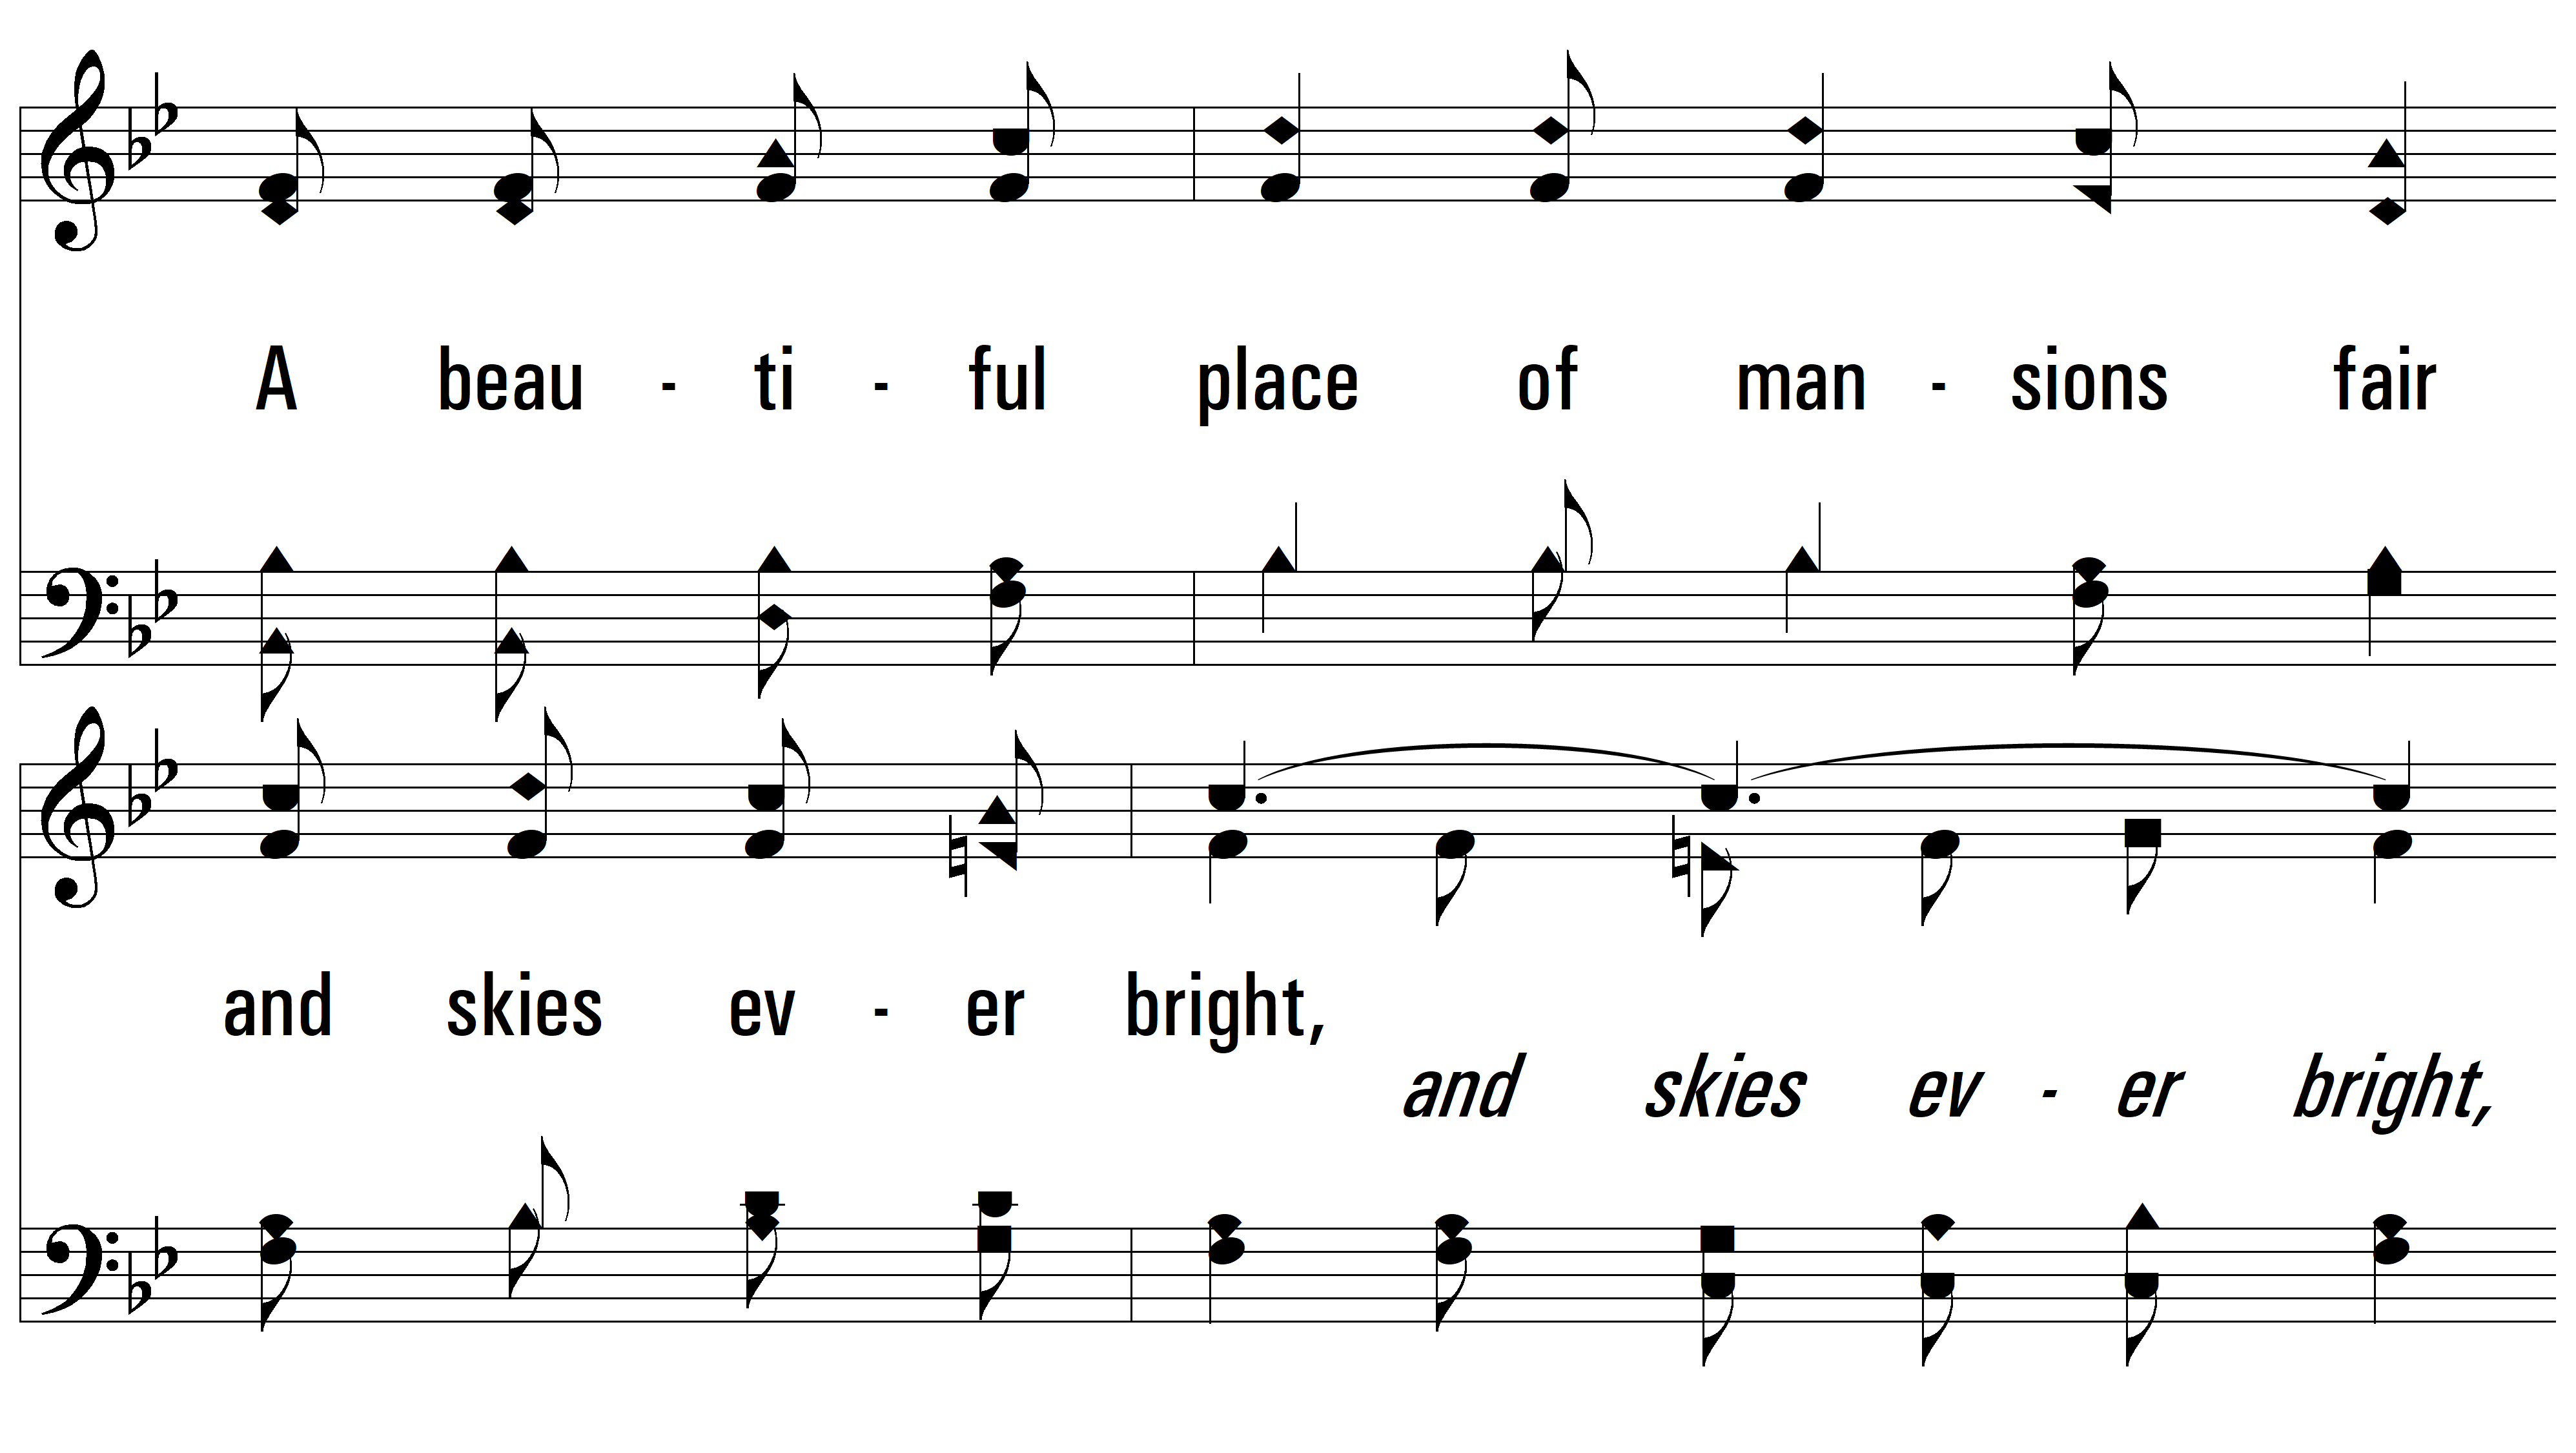 A beau - ti - ful place of man - sions fair
and skies ev - er bright,
and skies ev - er bright,